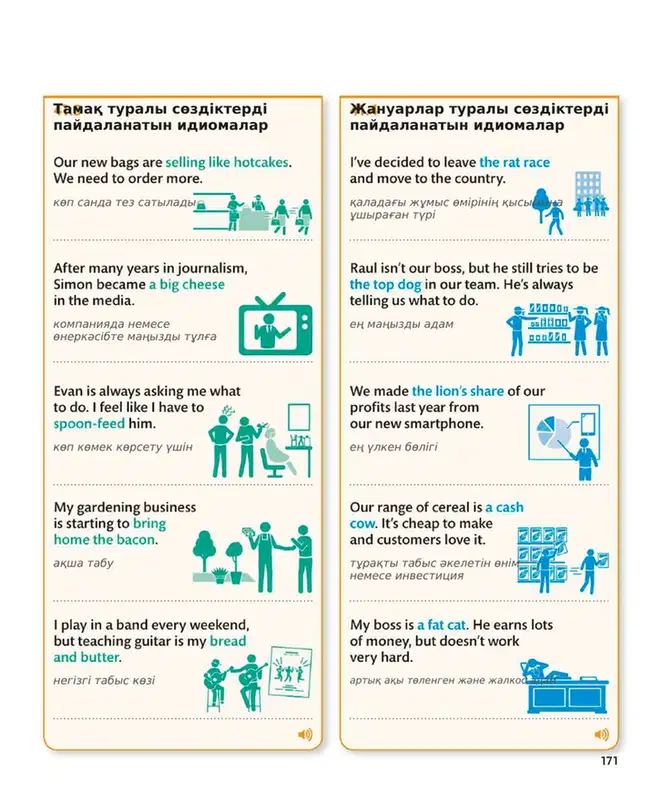 Тамақ туралы сөздіктерді
пайдаланатын идиомалар
Our new bags are selling like hotcakes.
We need to order more.
көп санда тез сатылады
After many years in journalism,
Simon became a big cheese
in the media.
компанияда немесе
өнеркәсібте маңызды тұлға
Evan is always asking me what
to do. I feel like I have to
spoon-feed him.
көп көмек көрсету үшін
My gardening business
is starting to bring
home the bacon.
ақша табу
I play in a band every weekend,
but teaching guitar is my bread
and butter.
негізгі табыс көзі
Жануарлар туралы сөздіктерді
пайдаланатын идиомалар
I've decided to leave the rat race
and move to the country.
қаладағы жұмыс өмірінің қысымына
ұшыраған түрі
Raul isn't our boss, but he still tries to be
the top dog in our team. He's always
telling us what to do.
ең маңызды адам
We made the lion's share of our
profits last year from
our new smartphone.
ең үлкен бөлігі
Our range of cereal is a cash
cow. It's cheap to make
and customers love it.
тұрақты табыс әкелетін өнім
немесе инвестиция
My boss is a fat cat. He earns lots
of money, but doesn't work
very hard.
артық ақы төленген және жалқау
171